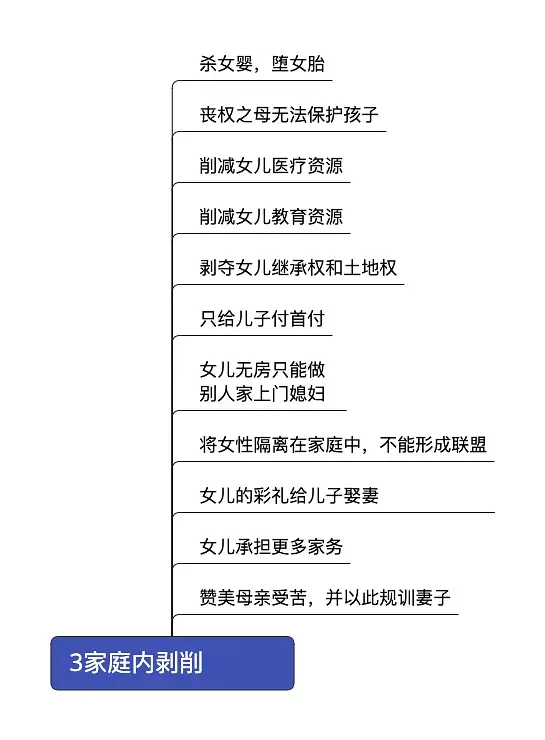 杀女婴，堕女胎
丧权之母无法保护孩子
削减女儿医疗资源
削减女儿教育资源
剥夺女儿继承权和土地权
只给儿子付首付
女儿无房只能做
别人家上门媳妇
将女性隔离在家庭中，不能形成联盟
女儿的彩礼给儿子娶妻
女儿承担更多家务
赞美母亲受苦，并以此规训妻子
3家庭内剥削